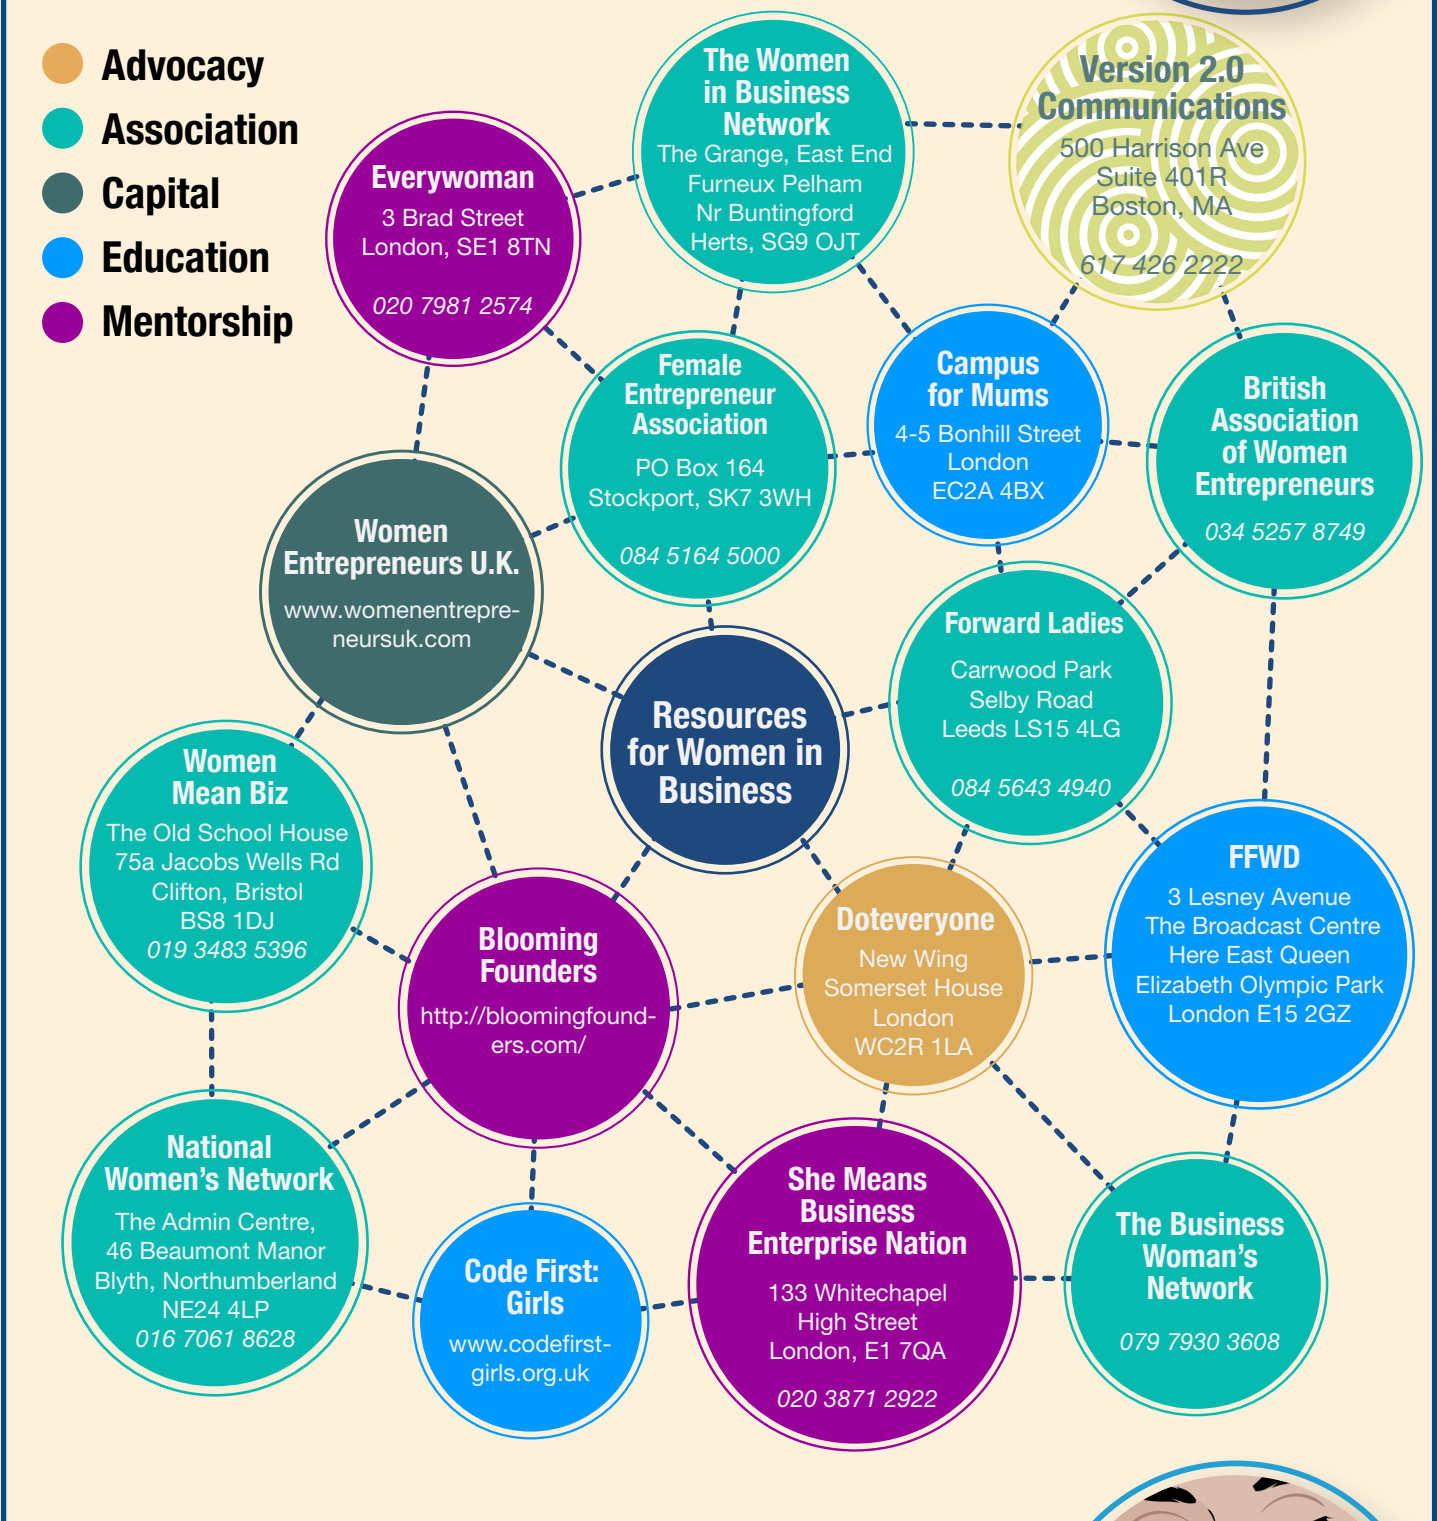 Advocacy
Association
Capital
Education
Mentorship
The Women
in Business
Network
The Grange, East End
Furneux Pelham
Nr Buntingford
Herts, SG9 OJT
Version 2.0
Communications
500 Harrison Ave
Suite 401R
Boston, MA
617 426 2222
Everywoman
3 Brad Street
London, SE1 8TN
020 7981 2574
Female
Entrepreneur
Association
PO Box 164
Stockport, SK7 3WH
084 5164 5000
Campus
for Mums
4-5 Bonhill Street
London
EC2A 4BX
British
Association
of Women
Entrepreneurs
034 5257 8749
Women
Entrepreneurs U.K.
www.womenentrepre-
neursuk.com
Resources
for Women in
Business
Forward Ladies
Carrwood Park
Selby Road
Leeds LS15 4LG
084 5643 4940
Women
Mean Biz
The Old School House
75a Jacobs Wells Rd
Clifton, Bristol
BS8 1DJ
019 3483 5396
Blooming
Founders
http://bloomingfound-
ers.com/
Doteveryone
New Wing
Somerset House
London
WC2R 1LA
FFWD
3 Lesney Avenue
The Broadcast Centre
Here East Queen
Elizabeth Olympic Park
London E15 2GZ
National
Women's Network
The Admin Centre,
46 Beaumont Manor
Blyth, Northumberland
NE24 4LP
016 7061 8628
Code First:
Girls
www.codefirst-
girls.org.uk
She Means
Business
Enterprise Nation
133 Whitechapel
High Street
London, E1 7QA
020 3871 2922
The Business
Woman's
Network
079 7930 3608